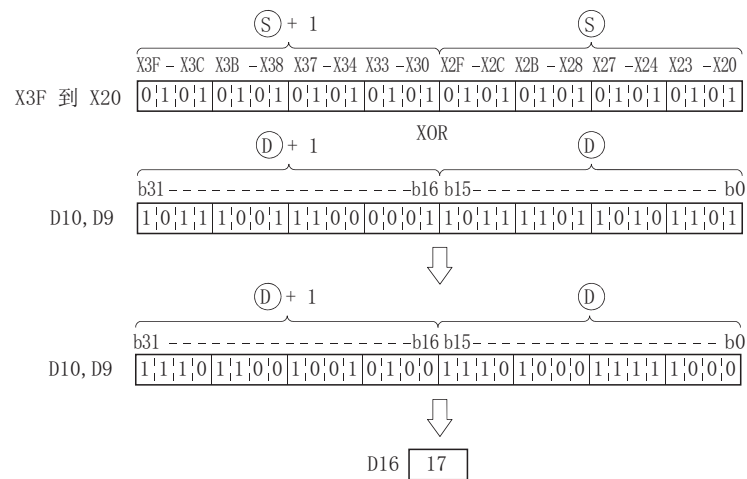 S + 1 S
X3F - X3C X3B - X38 X37 - X34 X33 - X30 X2F - X2C X2B - X28 X27 - X24 X23 - X20
X3F 到 X20 0 1 0 1 0 1 0 1 0 1 0 1 0 1 0 1 0 1 0 1 0 1 0 1 0 1 0 1 0 1 0 1
XOR
D + 1 D
b31 b16 b15 b0
D10, D9 1 0 1 1 1 0 0 1 1 1 0 0 0 0 0 1 1 0 1 1 1 1 0 1 1 0 1 0 1 1 0 1
D + 1 D
b31 b16 b15 b0
D10, D9 1 1 1 0 1 1 0 0 1 0 0 1 0 1 0 0 1 1 1 0 1 0 0 0 1 1 1 1 1 0 0 0
D16 17